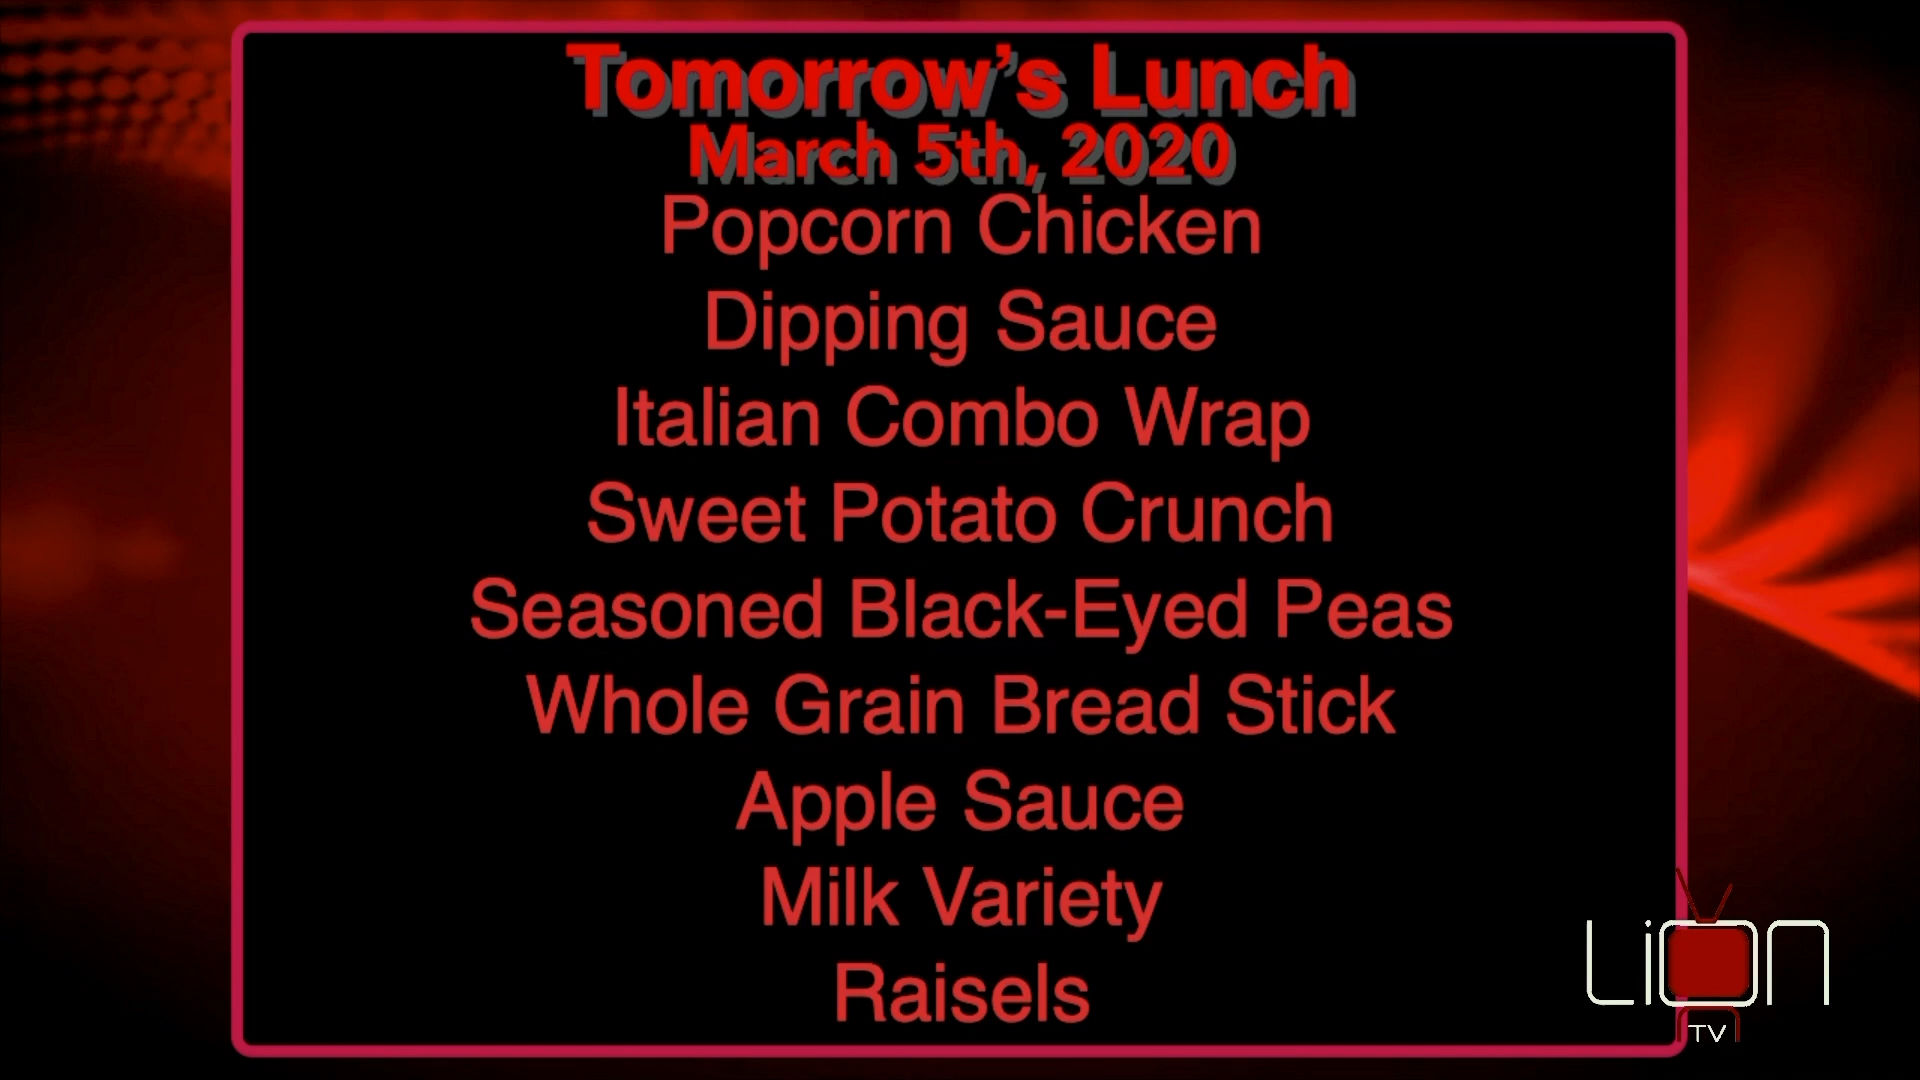 Tomorrow’s Lunch
March 5th, 2020
Popcorn Chicken
Dipping Sauce
Italian Combo Wrap
Sweet Potato Crunch
Seasoned Black-Eyed Peas
Whole Grain Bread Stick
Apple Sauce
Milk Variety
Raisels
LiOn
TV